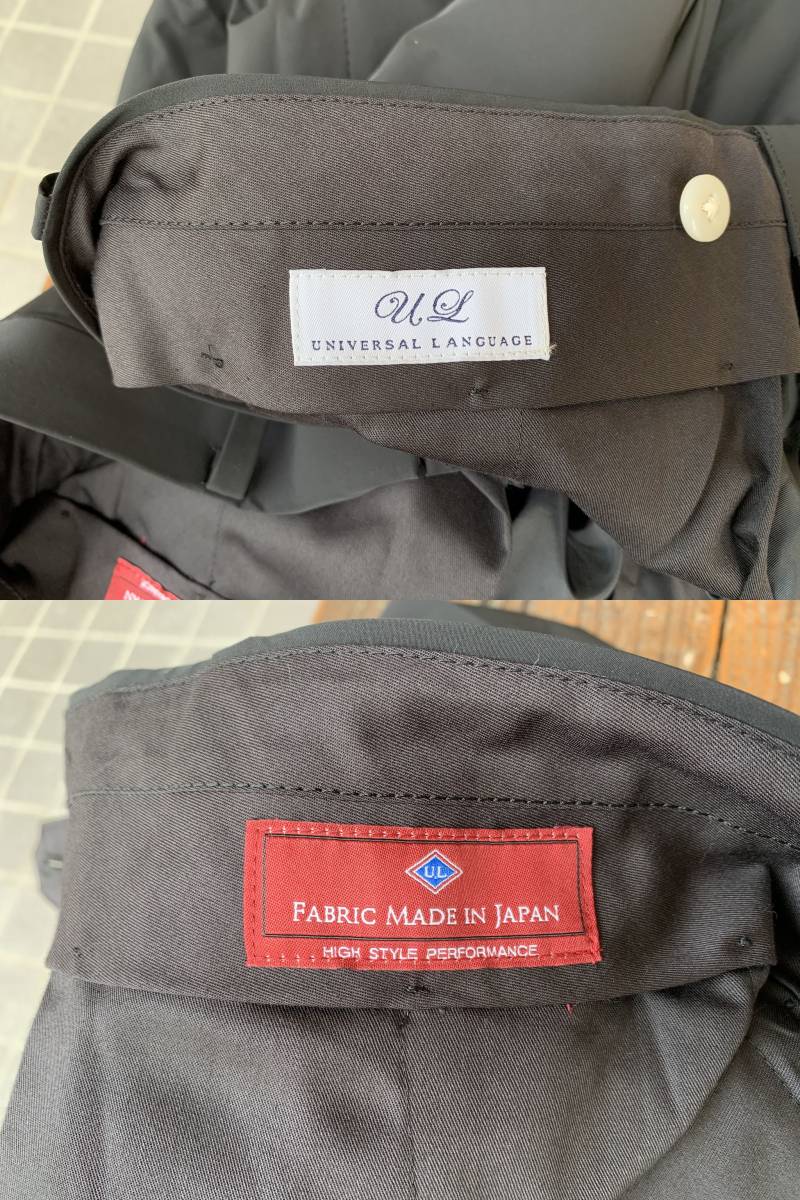 UL
UNIVERSAL LANGUAGE
U.L.
FABRIC MADE IN JAPAN
HIGH STYLE PERFORMANCE